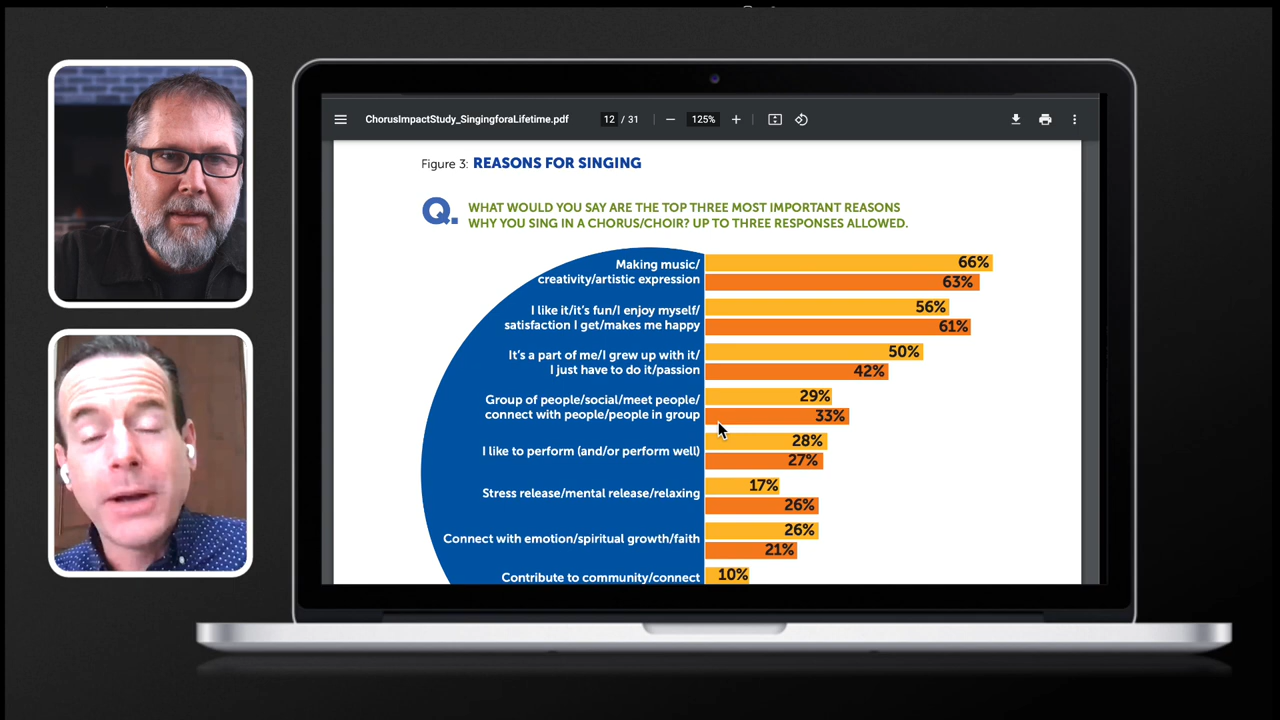 ChorusImpactStudy_SingingforaLifetime.pdf 12 / 31 125%
Figure 3: REASONS FOR SINGING
Q. WHAT WOULD YOU SAY ARE THE TOP THREE MOST IMPORTANT REASONS
WHY YOU SING IN A CHORUS/CHOIR? UP TO THREE RESPONSES ALLOWED.
Making music/ 66%
creativity/artistic expression 63%
I like it/it's fun/I enjoy myself/ 56%
satisfaction I get/makes me happy 61%
It's a part of me/I grew up with it/ 50%
I just have to do it/passion 42%
Group of people/social/meet people/ 29%
connect with people/people in group 33%
I like to perform (and/or perform well) 28%
27%
Stress release/mental release/relaxing 17%
26%
Connect with emotion/spiritual growth/faith 26%
21%
Contribute to community/connect 10%